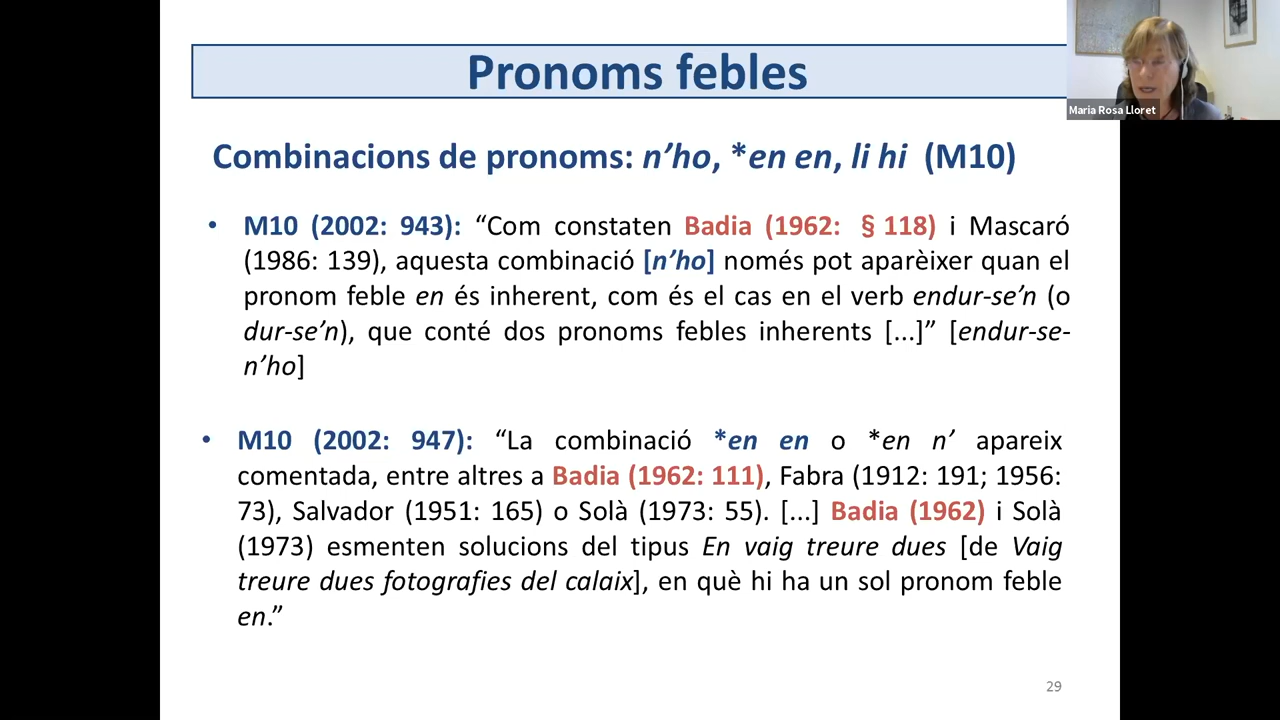 Pronoms febles
Maria Rosa Lloret
Combinacions de pronoms: n’ho, *en en, li hi (M10)
• M10 (2002: 943): “Com constaten Badia (1962: § 118) i Mascaró
(1986: 139), aquesta combinació [n’ho] només pot aparèixer quan el
pronom feble en és inherent, com és el cas en el verb endur-se’n (o
dur-se’n), que conté dos pronoms febles inherents [...]” [endur-se-
n’ho]
• M10 (2002: 947): “La combinació *en en o *en n’ apareix
comentada, entre altres a Badia (1962: 111), Fabra (1912: 191; 1956:
73), Salvador (1951: 165) o Solà (1973: 55). [...] Badia (1962) i Solà
(1973) esmenten solucions del tipus En vaig treure dues [de Vaig
treure dues fotografies del calaix], en què hi ha un sol pronom feble
en.”
29